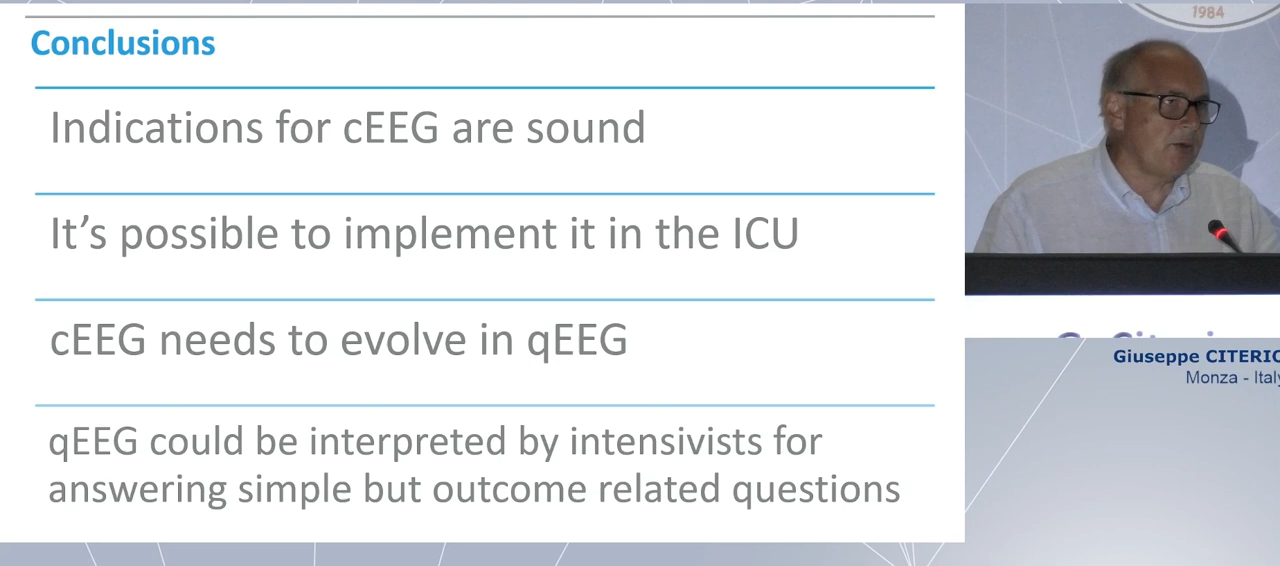 Conclusions
Indications for cEEG are sound
It's possible to implement it in the ICU
cEEG needs to evolve in qEEG
qEEG could be interpreted by intensivists for
answering simple but outcome related questions
1984
Giuseppe CITERIO
Monza - Italy